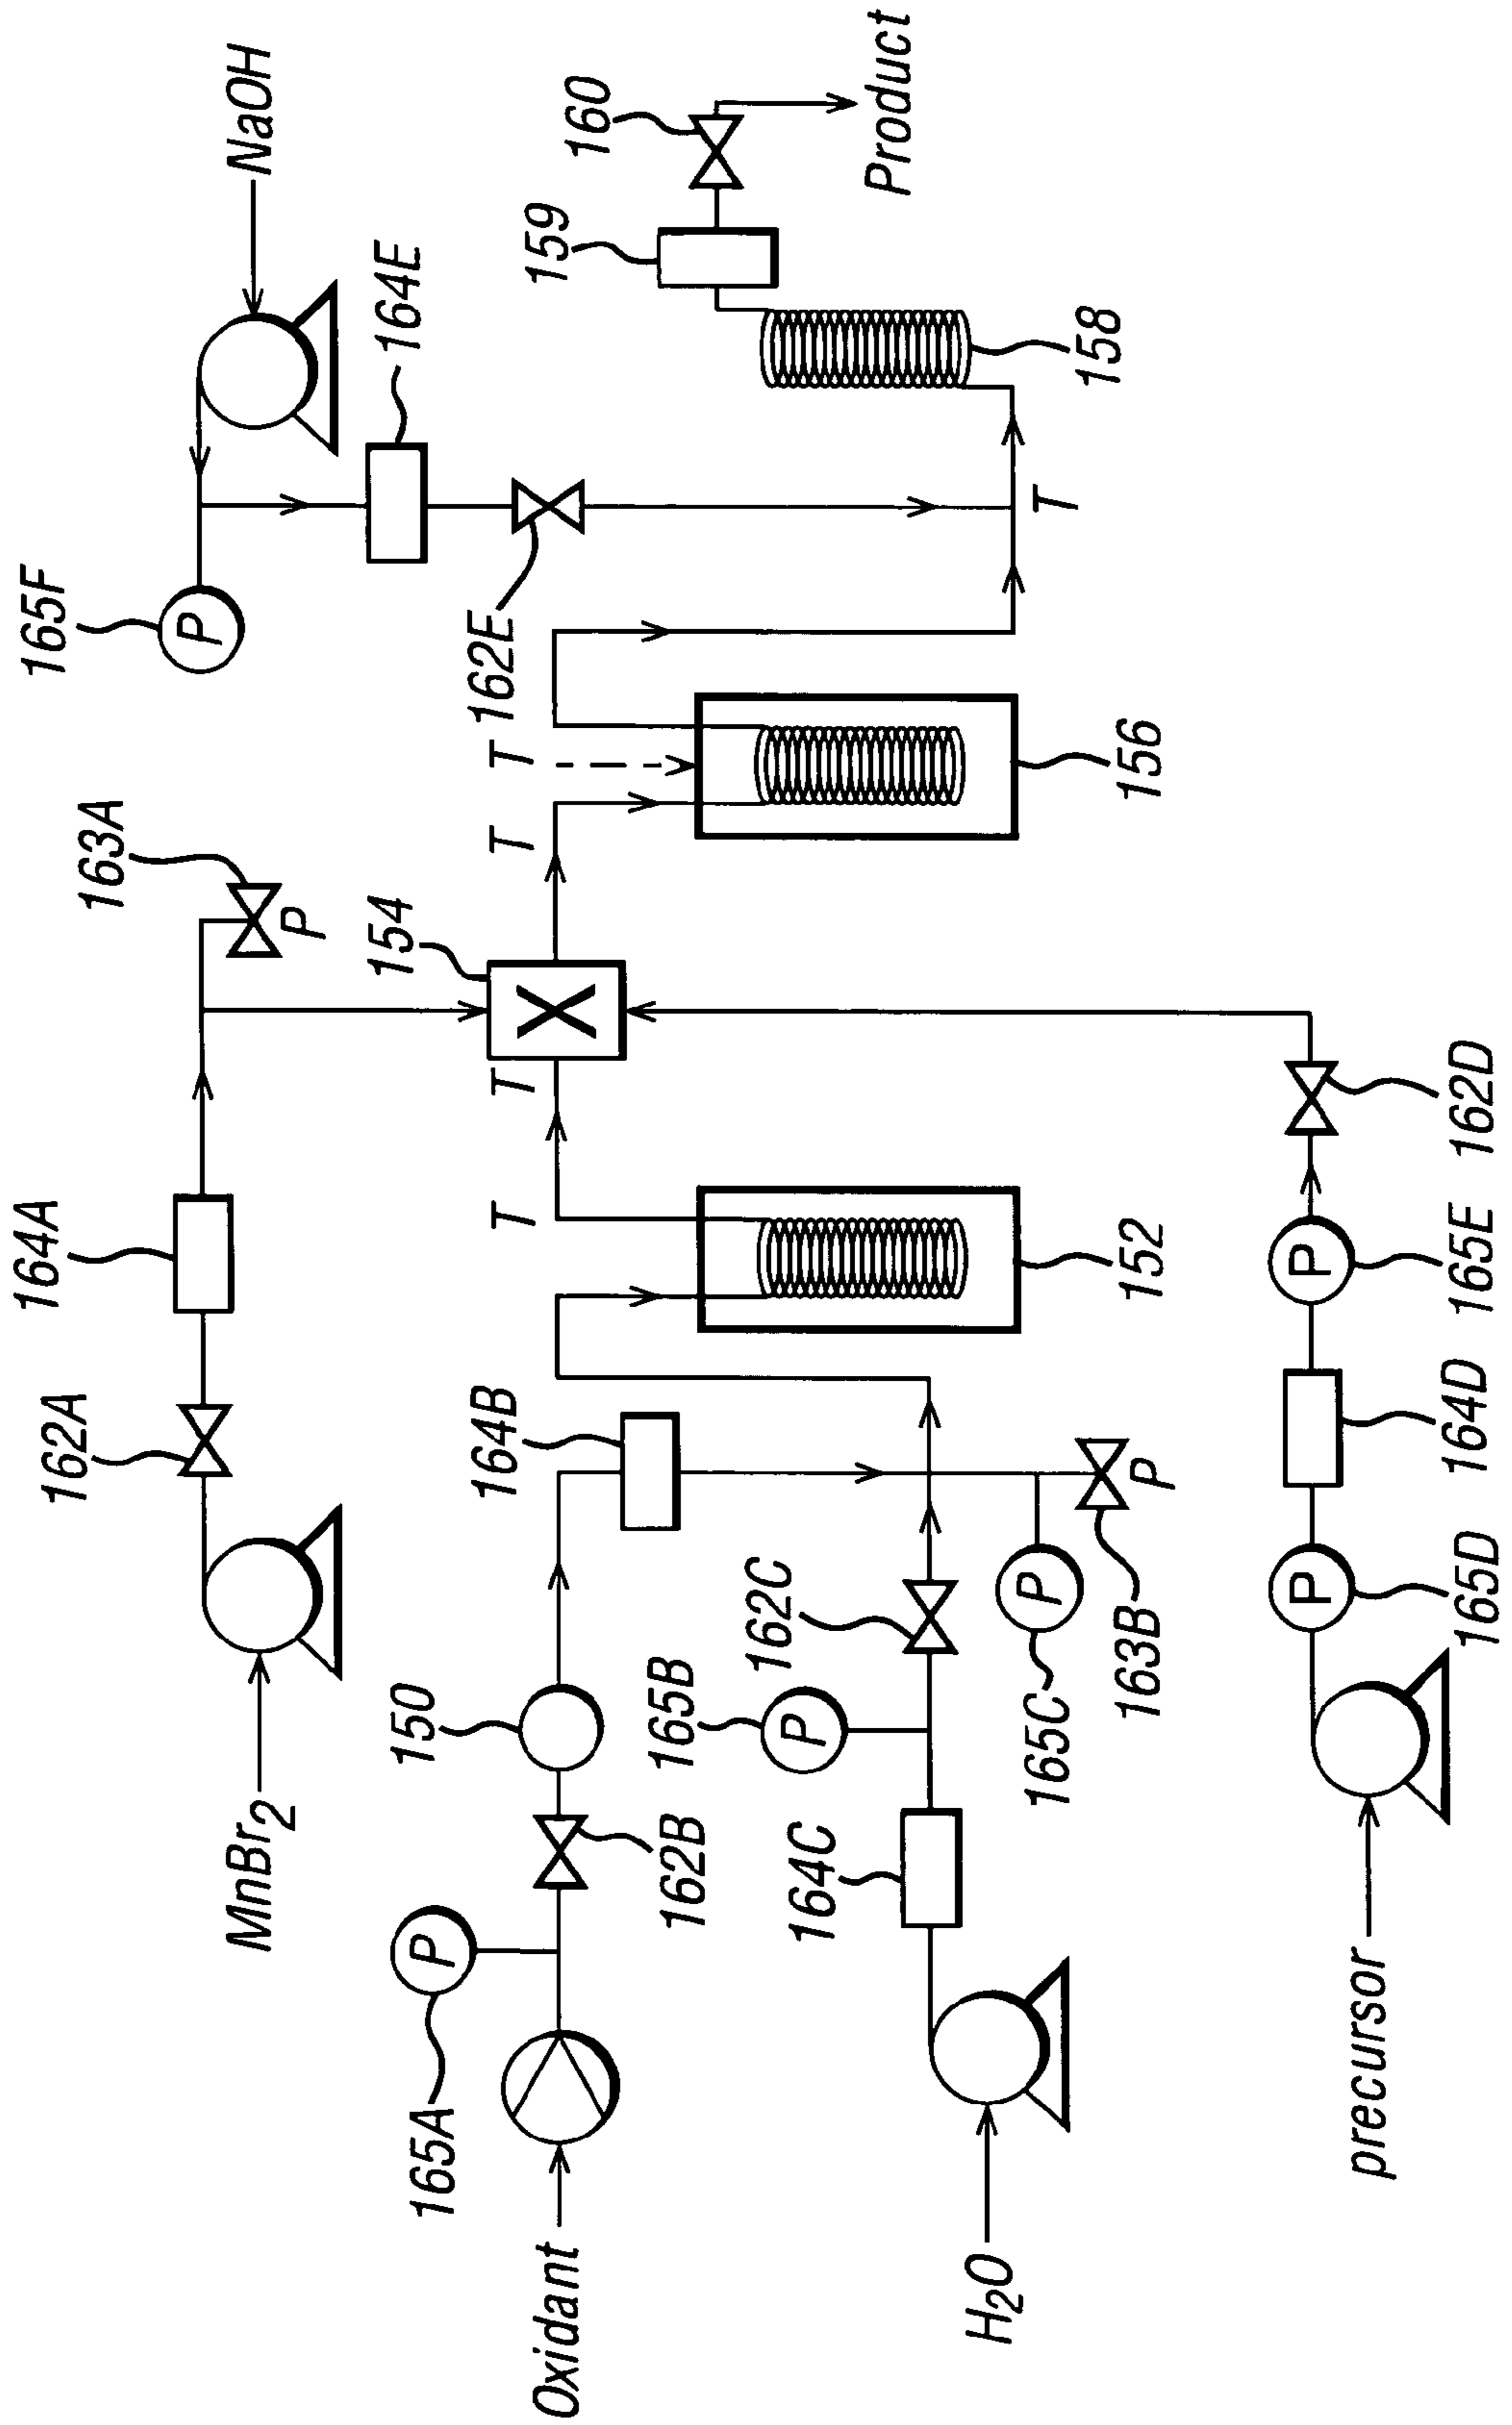 165F
P
NaOH
164E
162E
160
159
Product
158
T
163A
P
154
X
T
T
T
T
156
164A
162A
MnBr2
164B
150
165A
P
162B
Oxidant
152
165B
P
162C
164C
H2O
165C
P
163B
P
precursor
165D
P
164D
165E
P
162D